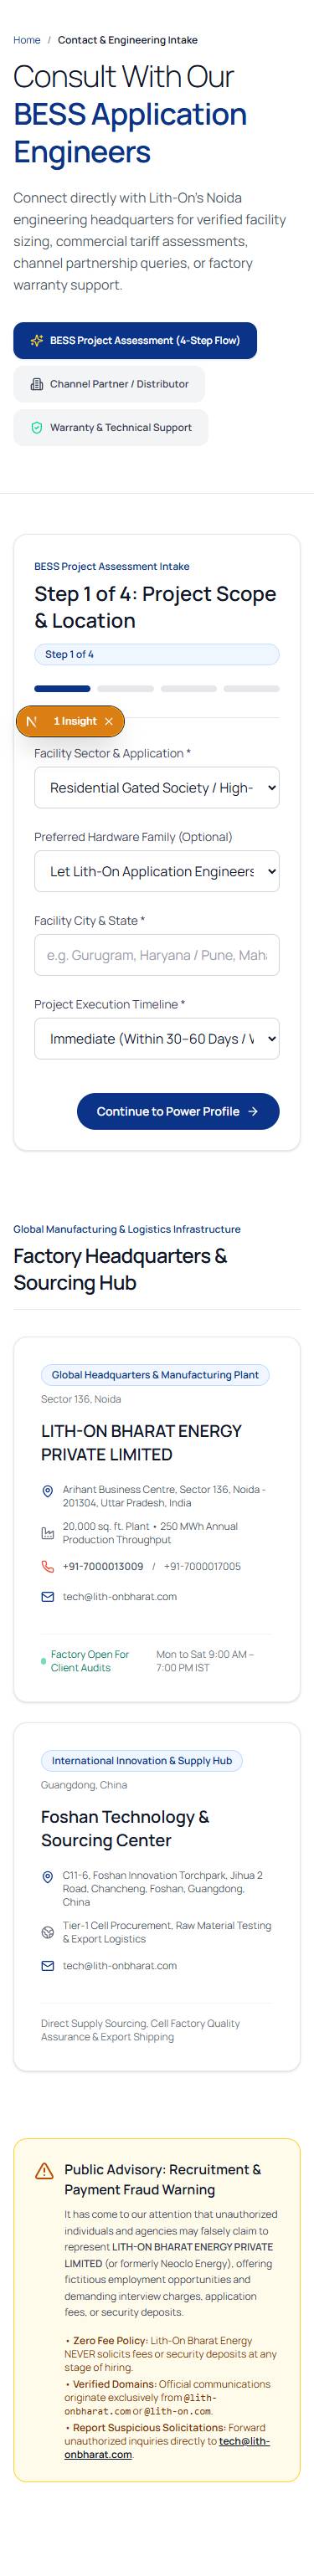 Home / Contact & Engineering Intake
Consult With Our
BESS Application
Engineers
Connect directly with Lith-On's Noida
engineering headquarters for verified facility
sizing, commercial tariff assessments,
channel partnership queries, or factory
warranty support.
BESS Project Assessment (4-Step Flow)
Channel Partner / Distributor
Warranty & Technical Support
BESS Project Assessment Intake
Step 1 of 4: Project Scope
& Location
Step 1 of 4
1 Insight
Facility Sector & Application *
Residential Gated Society / High-
Preferred Hardware Family (Optional)
Let Lith-On Application Engineers
Facility City & State *
e.g. Gurugram, Haryana / Pune, Maha
Project Execution Timeline *
Immediate (Within 30–60 Days / V
Continue to Power Profile
Global Manufacturing & Logistics Infrastructure
Factory Headquarters &
Sourcing Hub
Global Headquarters & Manufacturing Plant
Sector 136, Noida
LITH-ON BHARAT ENERGY
PRIVATE LIMITED
Arihant Business Centre, Sector 136, Noida -
201304, Uttar Pradesh, India
20,000 sq. ft. Plant • 250 MWh Annual
Production Throughput
+91-7000013009 / +91-7000017005
tech@lith-onbharat.com
Factory Open For
Client Audits
Mon to Sat 9:00 AM –
7:00 PM IST
International Innovation & Supply Hub
Guangdong, China
Foshan Technology &
Sourcing Center
C11-6, Foshan Innovation Torchpark, Jihua 2
Road, Chancheng, Foshan, Guangdong,
China
Tier-1 Cell Procurement, Raw Material Testing
& Export Logistics
tech@lith-onbharat.com
Direct Supply Sourcing, Cell Factory Quality
Assurance & Export Shipping
Public Advisory: Recruitment &
Payment Fraud Warning
It has come to our attention that unauthorized
individuals and agencies may falsely claim to
represent LITH-ON BHARAT ENERGY PRIVATE
LIMITED (or formerly Neoclo Energy), offering
fictitious employment opportunities and
demanding interview charges, application
fees, or security deposits.
• Zero Fee Policy: Lith-On Bharat Energy
NEVER solicits fees or security deposits at any
stage of hiring.
• Verified Domains: Official communications
originate exclusively from @lith-
onbharat.com or @lith-on.com.
• Report Suspicious Solicitations: Forward
unauthorized inquiries directly to tech@lith-
onbharat.com.